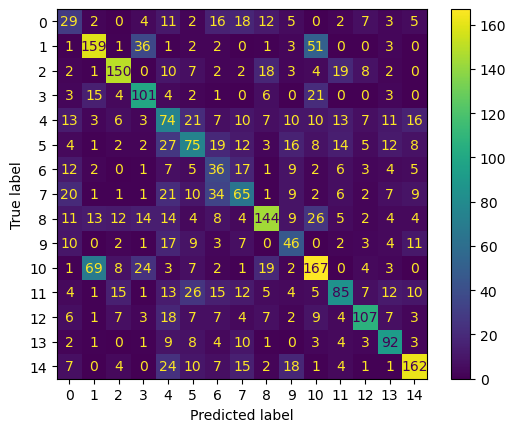 0 29 2 0 4 11 2 16 18 12 5 0 2 7 3 5
1 1 159 1 36 1 2 2 0 1 3 51 0 0 3 0
2 2 1 150 0 10 7 2 2 18 3 4 19 8 2 0
3 3 15 4 101 4 2 1 0 6 0 21 0 0 3 0
4 13 3 6 3 74 21 7 10 7 10 10 13 7 11 16
5 4 1 2 2 27 75 19 12 3 16 8 14 5 12 8
6 12 2 0 1 7 5 36 17 1 9 2 6 3 4 5
7 20 1 1 1 21 10 34 65 1 9 2 6 2 7 9
8 11 13 12 14 14 4 8 4 144 9 26 5 2 4 4
9 10 0 2 1 17 9 3 7 0 46 0 2 3 4 11
10 1 69 8 24 3 7 2 1 19 2 167 0 4 3 0
11 4 1 15 1 13 26 15 12 5 4 5 85 7 12 10
12 6 1 7 3 18 7 7 4 7 2 9 4 107 7 3
13 2 1 0 1 9 8 4 10 1 0 3 4 3 92 3
14 7 0 4 0 24 10 7 15 2 18 1 4 1 1 162
0 1 2 3 4 5 6 7 8 9 10 11 12 13 14
Predicted label
True label
160
140
120
100
80
60
40
20
0